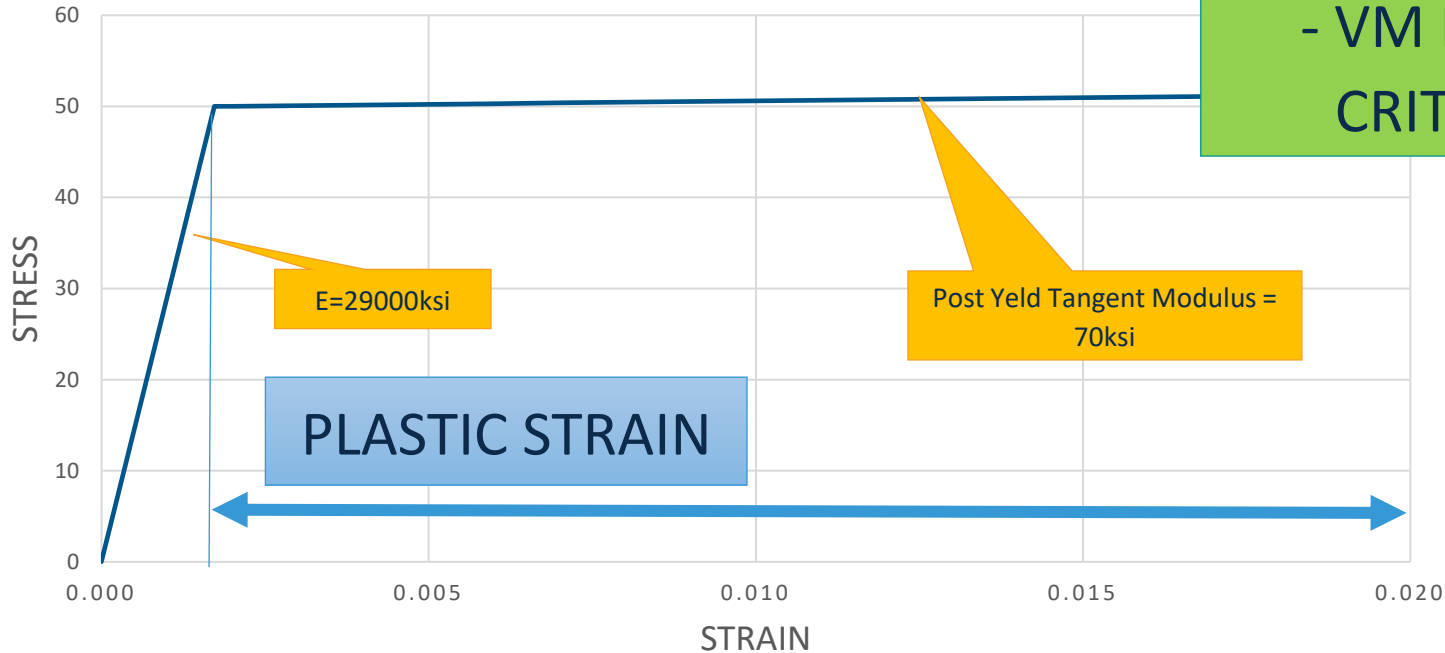 60
- VM
CRIT
50
40
E=29000ksi
30
Post Yeld Tangent Modulus =
70ksi
20
PLASTIC STRAIN
10
0
0.000
0.005
0.010
0.015
0.020
STRESS
STRAIN